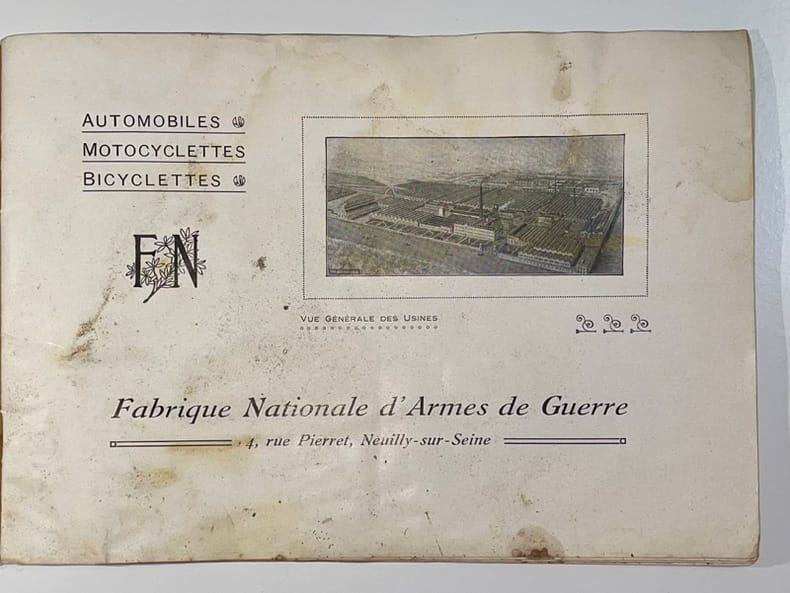 AUTOMOBILES
MOTOCYCLETTES
BICYCLETTES
FN
VUE GÉNÉRALE DES USINES
Fabrique Nationale d'Armes de Guerre
4, rue Pierret, Neuilly-sur-Seine